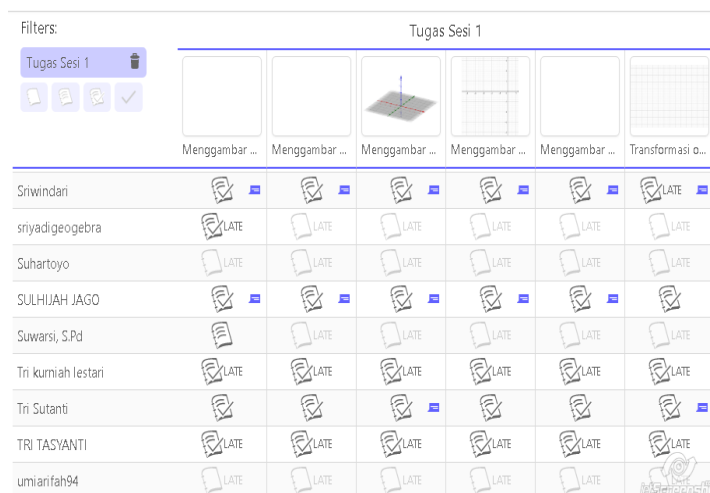 Filters:
Tugas Sesi 1
Tugas Sesi 1
Menggambar ... Menggambar ... Menggambar ... Menggambar ... Menggambar ... Transformasi o...
Sriwindari LATE
sriyadigeogebra LATE LATE LATE LATE LATE LATE
Suhartoyo LATE LATE LATE LATE LATE LATE
SULHIJAH JAGO
Suwarsi, S.Pd LATE LATE LATE LATE LATE
Tri kurniah lestari LATE LATE LATE LATE LATE LATE
Tri Sutanti
TRI TASYANTI LATE LATE LATE LATE LATE LATE
umiarifah94 LATE LATE LATE LATE LATE